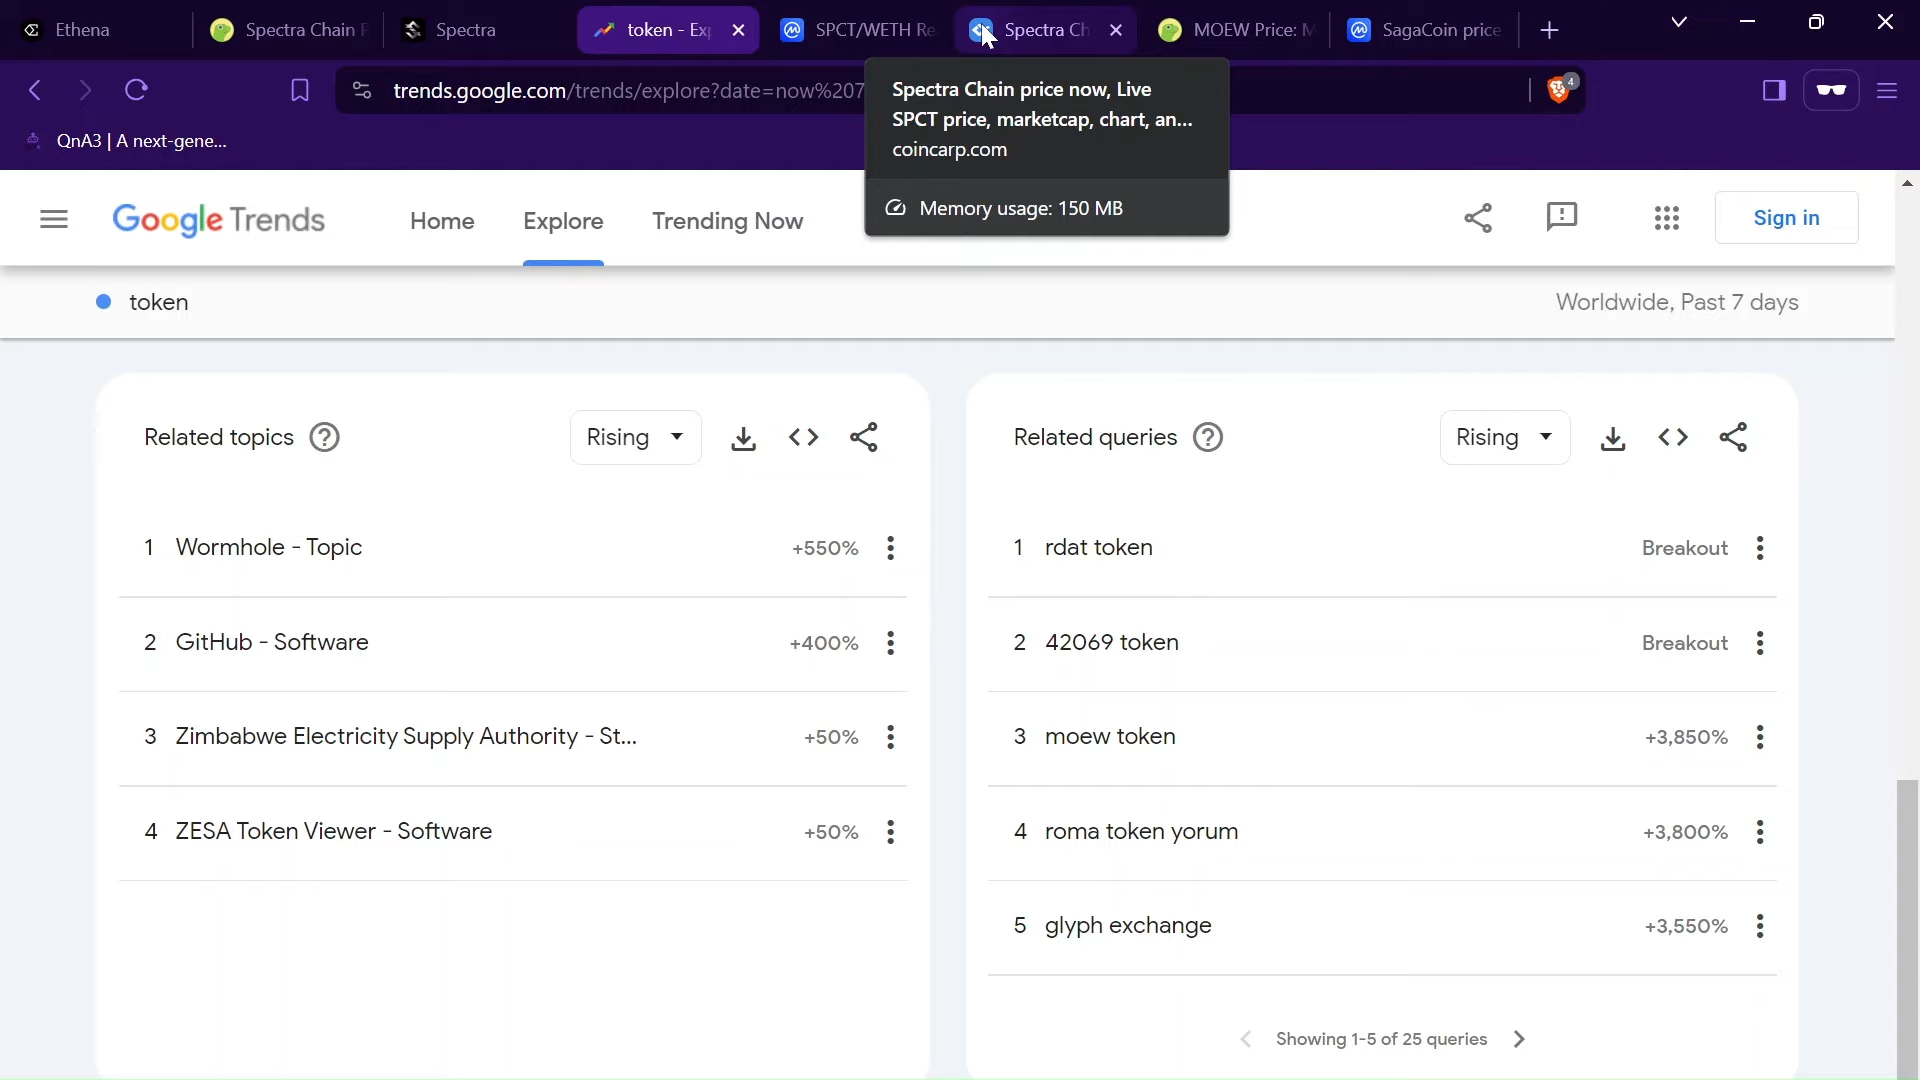 Ethena
Spectra Chain P
Spectra
token - Exp
SPCT/WETH Re
Spectra Ch
MOEW Price: M
SagaCoin price
trends.google.com/trends/explore?date=now%207
4
QnA3 | A next-gene...
Spectra Chain price now, Live
SPCT price, marketcap, chart, an...
coincarp.com
Memory usage: 150 MB
Google Trends
Home
Explore
Trending Now
Sign in
token
Worldwide, Past 7 days
Related topics
Rising
1 Wormhole - Topic +550%
2 GitHub - Software +400%
3 Zimbabwe Electricity Supply Authority - St... +50%
4 ZESA Token Viewer - Software +50%
Related queries
Rising
1 rdat token Breakout
2 42069 token Breakout
3 moew token +3,850%
4 roma token yorum +3,800%
5 glyph exchange +3,550%
Showing 1-5 of 25 queries